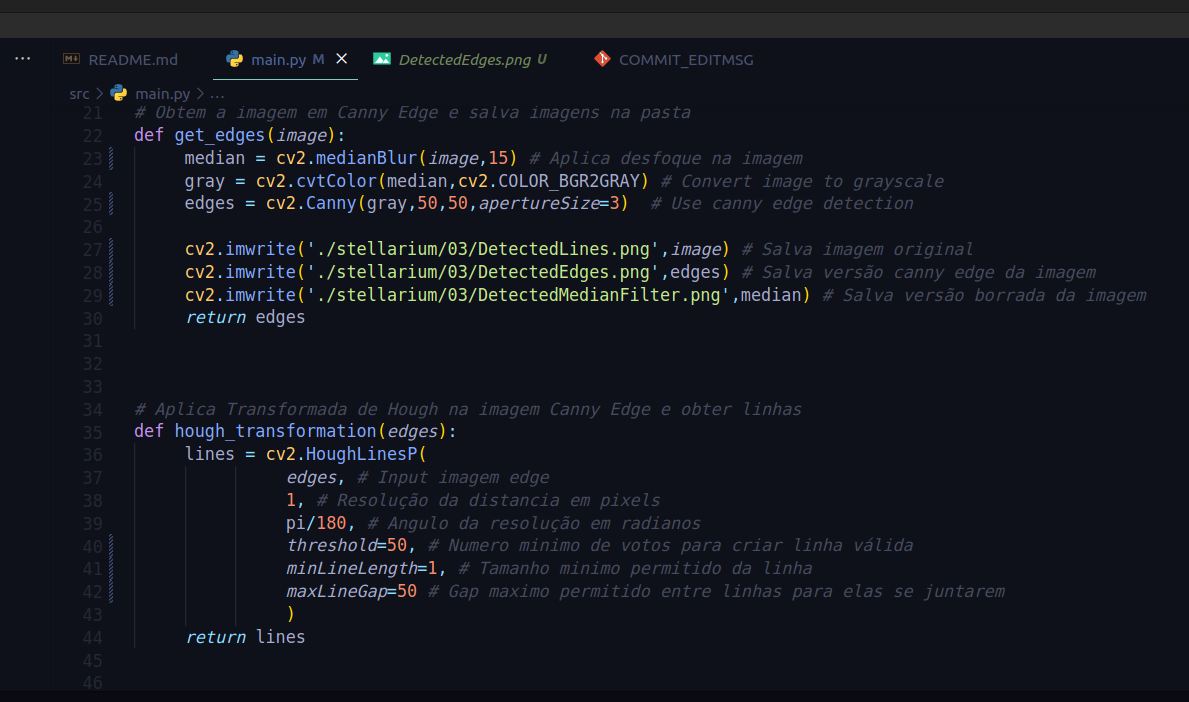 ··· README.md main.py M × DetectedEdges.png U COMMIT_EDITMSG
src > main.py > ...
21 # Obtem a imagem em Canny Edge e salva imagens na pasta
22 def get_edges(image):
23 median = cv2.medianBlur(image,15) # Aplica desfoque na imagem
24 gray = cv2.cvtColor(median,cv2.COLOR_BGR2GRAY) # Convert image to grayscale
25 edges = cv2.Canny(gray,50,50,apertureSize=3)  # Use canny edge detection
26
27 cv2.imwrite('./stellarium/03/DetectedLines.png',image) # Salva imagem original
28 cv2.imwrite('./stellarium/03/DetectedEdges.png',edges) # Salva versão canny edge da imagem
29 cv2.imwrite('./stellarium/03/DetectedMedianFilter.png',median) # Salva versão borrada da imagem
30 return edges
31
32
33
34 # Aplica Transformada de Hough na imagem Canny Edge e obter linhas
35 def hough_transformation(edges):
36 lines = cv2.HoughLinesP(
37 edges, # Input imagem edge
38 1, # Resolução da distancia em pixels
39 pi/180, # Angulo da resolução em radianos
40 threshold=50, # Numero minimo de votos para criar linha válida
41 minLineLength=1, # Tamanho minimo permitido da linha
42 maxLineGap=50 # Gap maximo permitido entre linhas para elas se juntarem
43 )
44 return lines
45
46